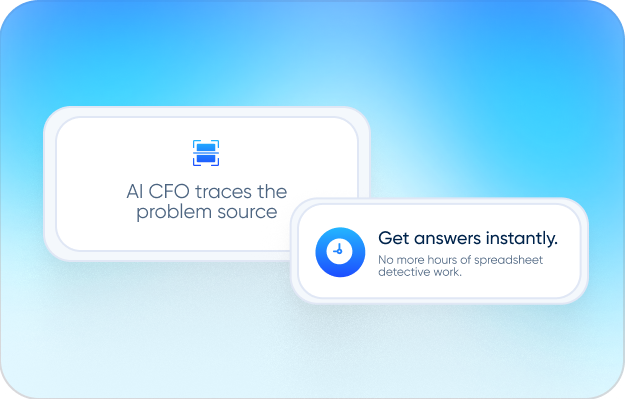 AI CFO traces the
problem source
Get answers instantly.
No more hours of spreadsheet
detective work.